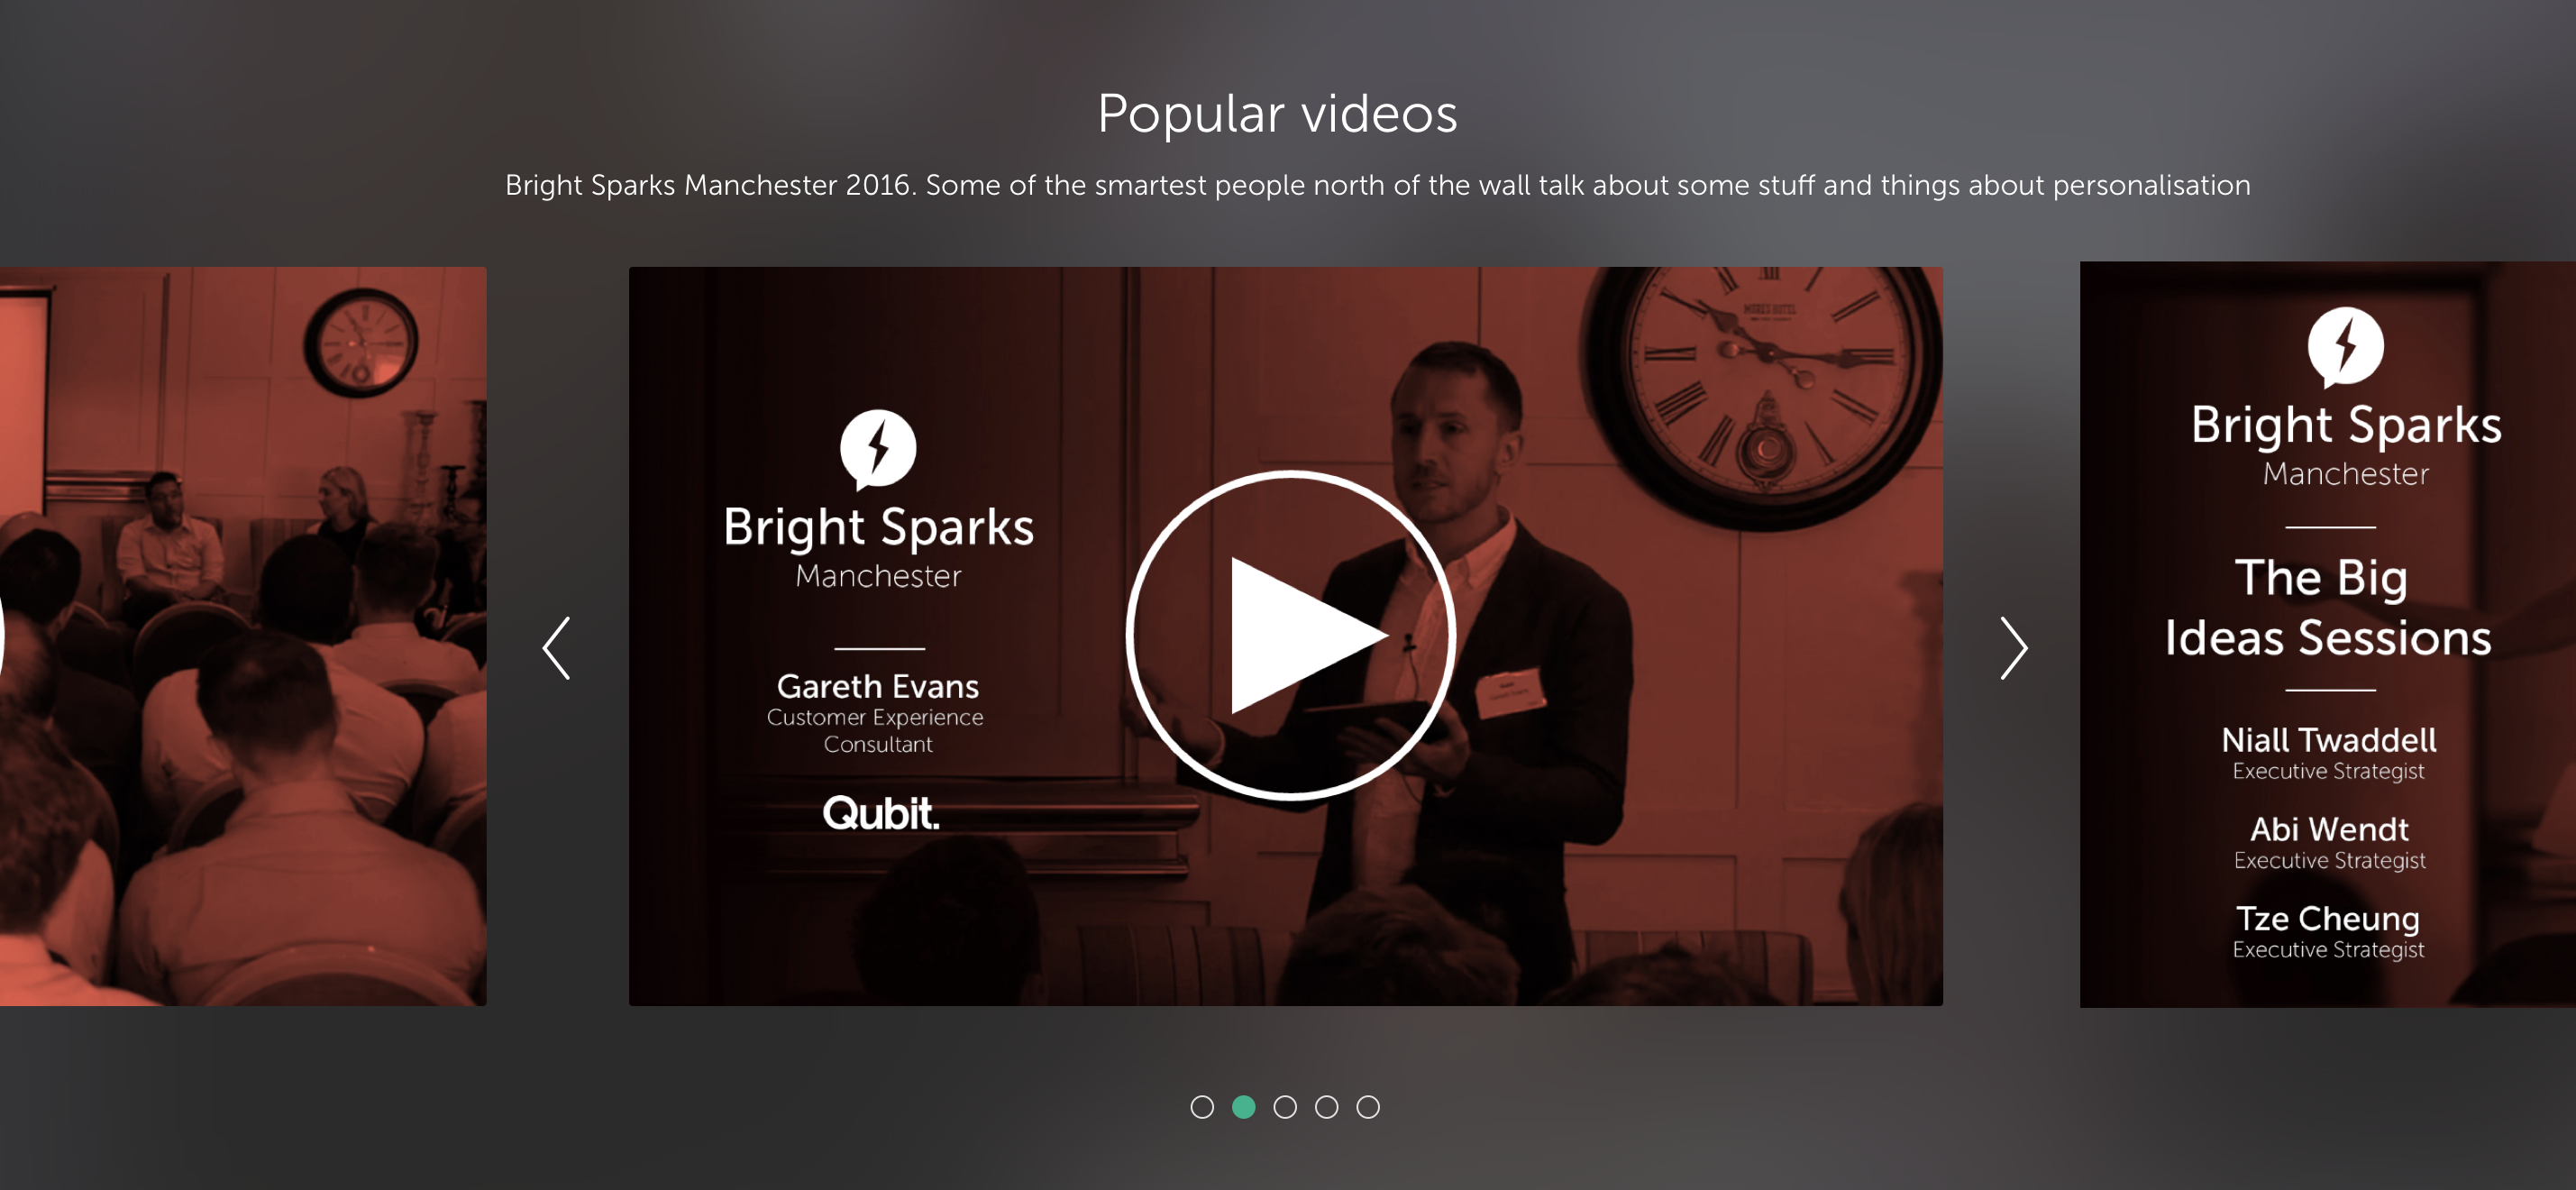 Popular videos
Bright Sparks Manchester 2016. Some of the smartest people north of the wall talk about some stuff and things about personalisation
Bright Sparks
Manchester
Gareth Evans
Customer Experience
Consultant
Qubit.
Bright Sparks
Manchester
The Big
Ideas Sessions
Niall Twaddell
Executive Strategist
Abi Wendt
Executive Strategist
Tze Cheung
Executive Strategist